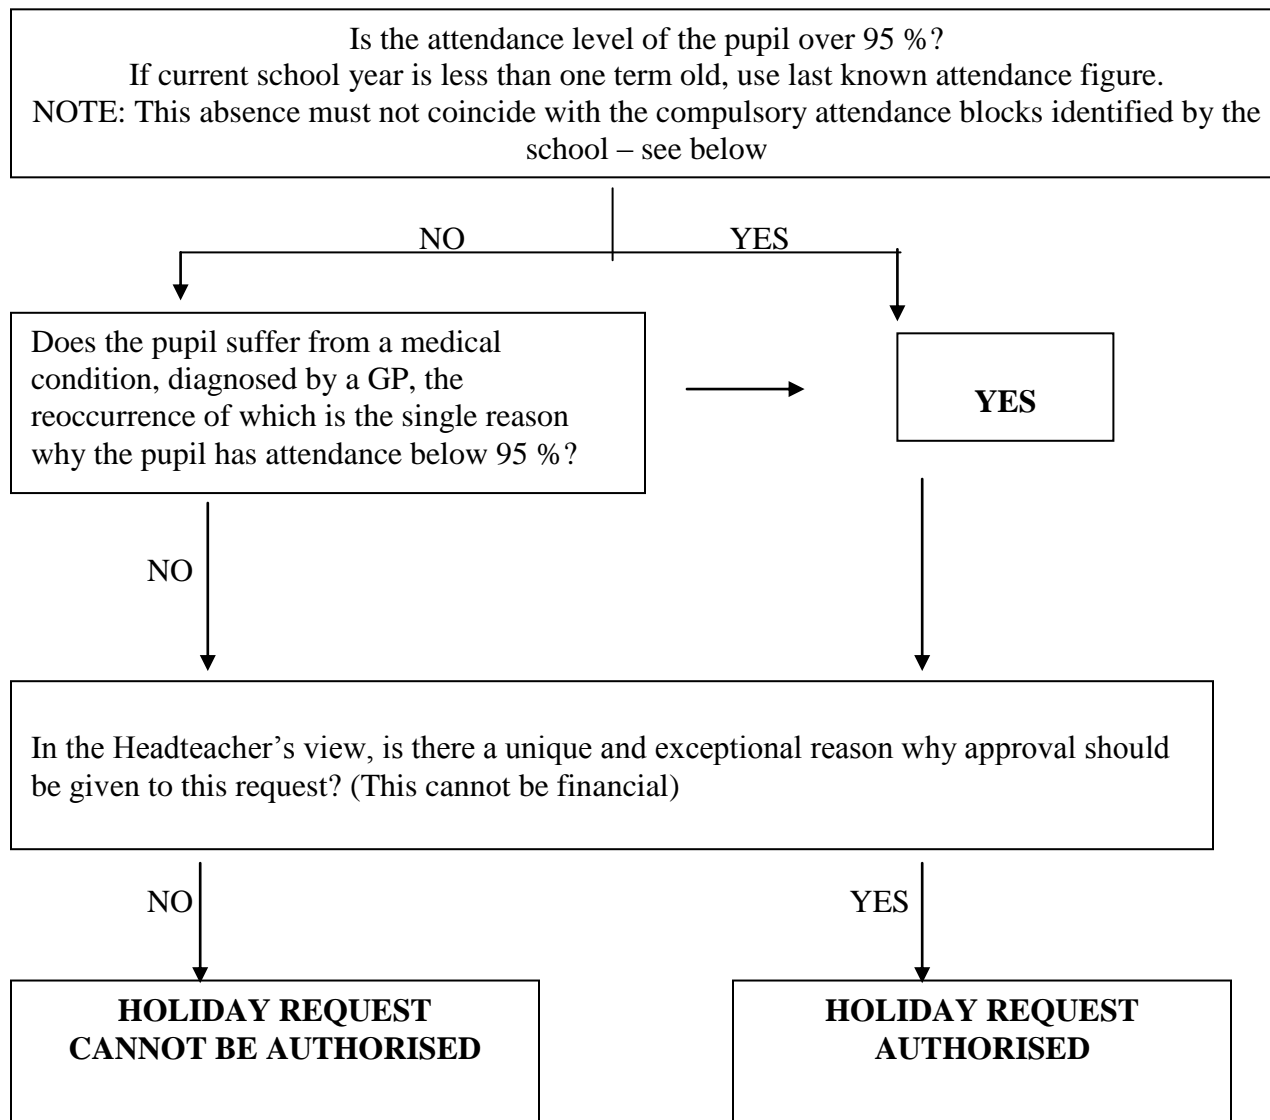 Is the attendance level of the pupil over 95 %?
If current school year is less than one term old, use last known attendance figure.
NOTE: This absence must not coincide with the compulsory attendance blocks identified by the
school – see below
NO
YES
Does the pupil suffer from a medical
condition, diagnosed by a GP, the
reoccurrence of which is the single reason
why the pupil has attendance below 95 %?
YES
NO
In the Headteacher’s view, is there a unique and exceptional reason why approval should
be given to this request? (This cannot be financial)
NO
YES
HOLIDAY REQUEST
CANNOT BE AUTHORISED
HOLIDAY REQUEST
AUTHORISED